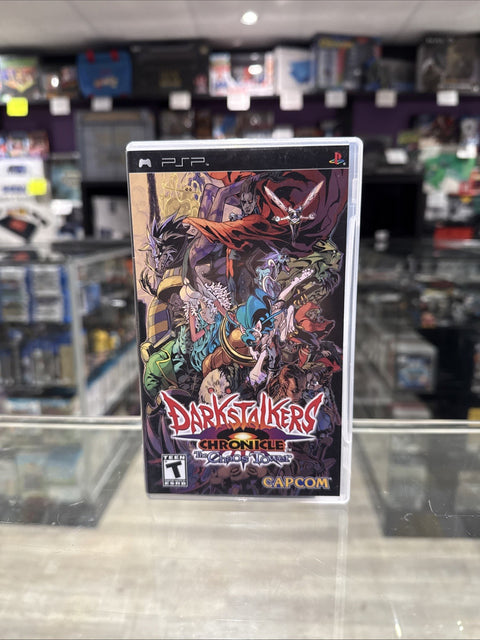 PSP
DARKSTALKERS
CHRONICLE
The Chaos Tower
TEEN
T
ESRB
CAPCOM